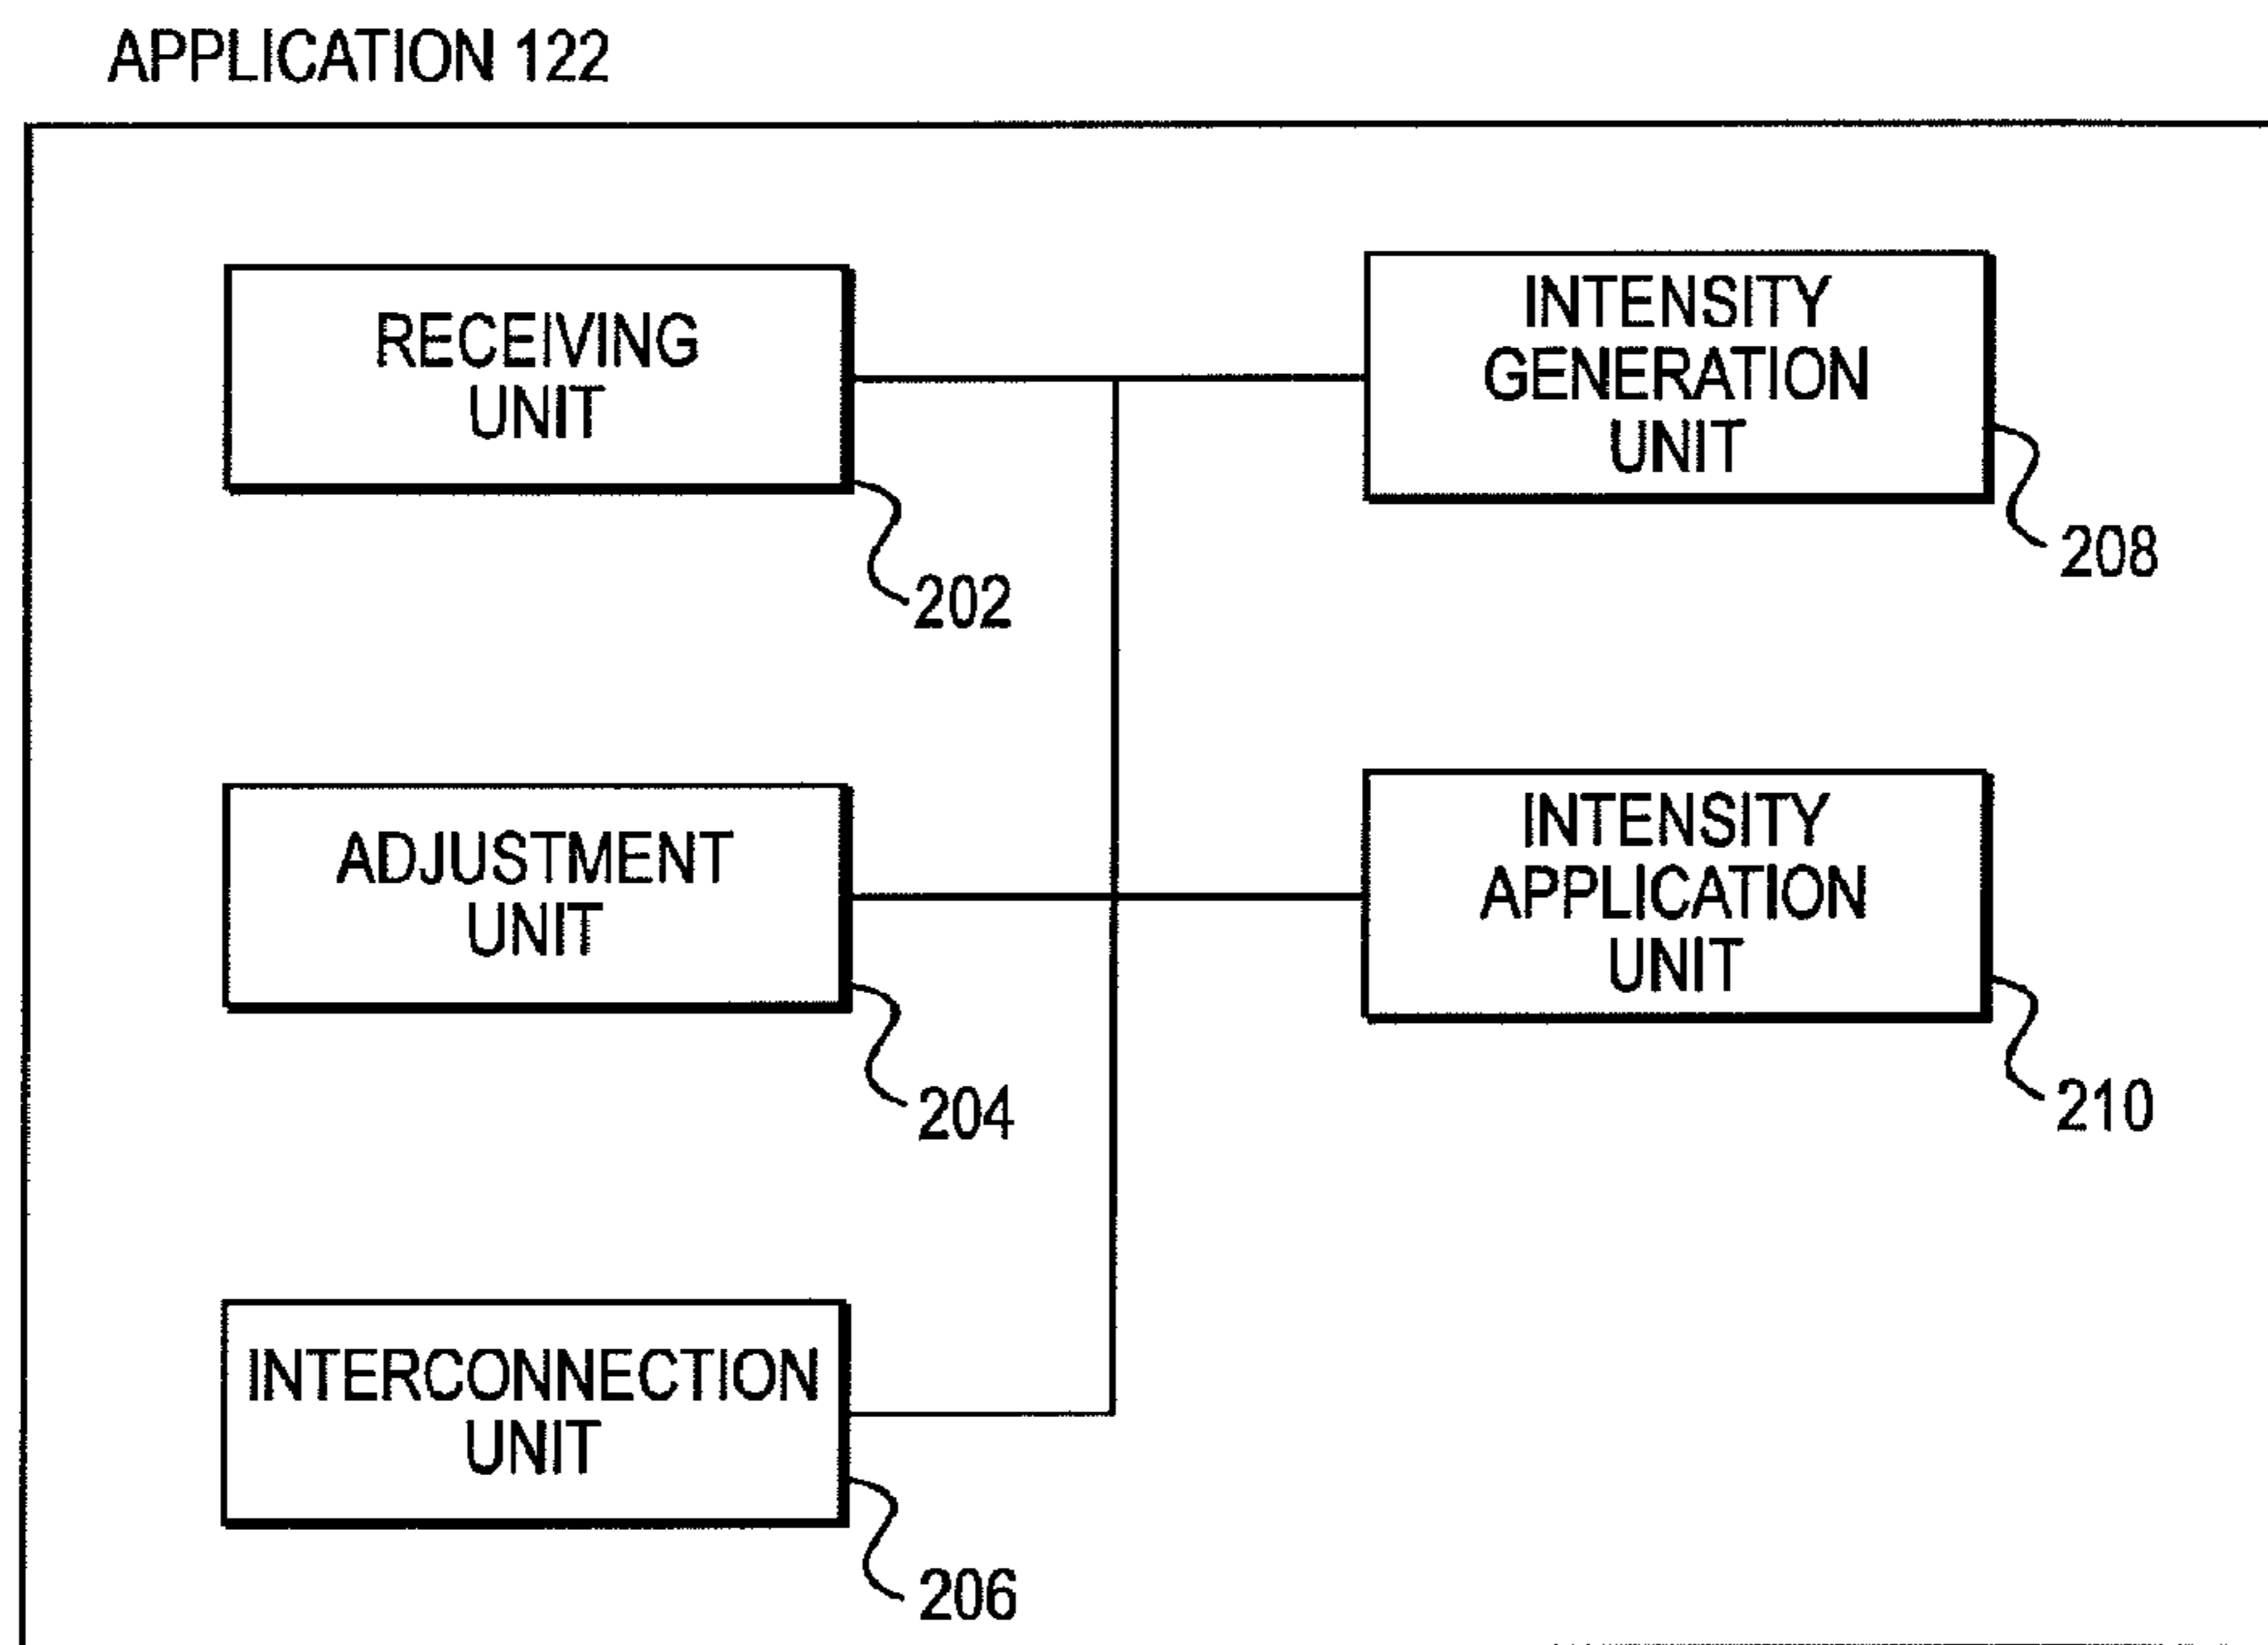 APPLICATION 122
RECEIVING
UNIT
202
INTENSITY
GENERATION
UNIT
208
ADJUSTMENT
UNIT
204
INTENSITY
APPLICATION
UNIT
210
INTERCONNECTION
UNIT
206